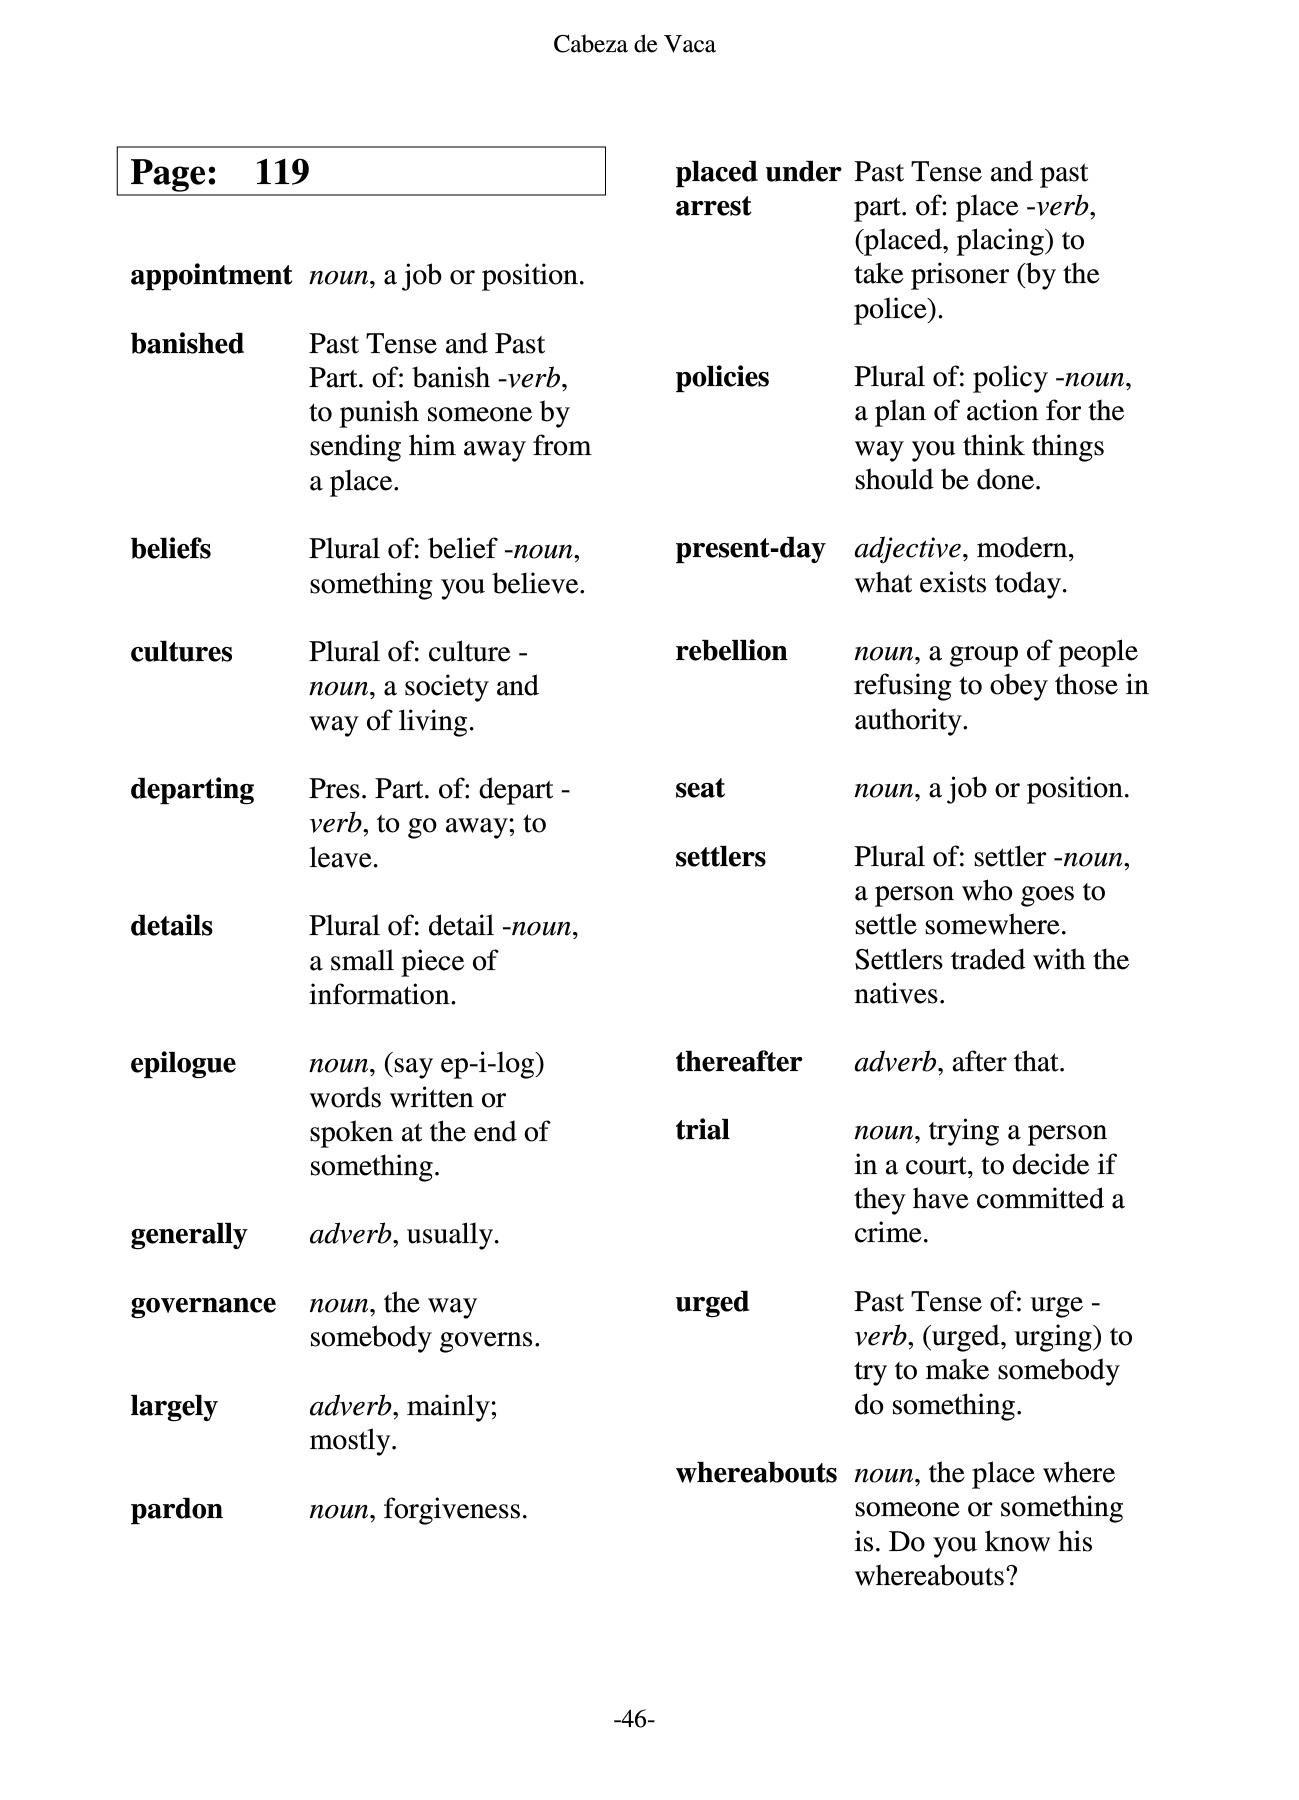 Cabeza de Vaca
Page: 119
appointment noun, a job or position.
banished Past Tense and Past
Part. of: banish -verb,
to punish someone by
sending him away from
a place.
beliefs Plural of: belief -noun,
something you believe.
cultures Plural of: culture -
noun, a society and
way of living.
departing Pres. Part. of: depart -
verb, to go away; to
leave.
details Plural of: detail -noun,
a small piece of
information.
epilogue noun, (say ep-i-log)
words written or
spoken at the end of
something.
generally adverb, usually.
governance noun, the way
somebody governs.
largely adverb, mainly;
mostly.
pardon noun, forgiveness.
placed under Past Tense and past
arrest part. of: place -verb,
(placed, placing) to
take prisoner (by the
police).
policies Plural of: policy -noun,
a plan of action for the
way you think things
should be done.
present-day adjective, modern,
what exists today.
rebellion noun, a group of people
refusing to obey those in
authority.
seat noun, a job or position.
settlers Plural of: settler -noun,
a person who goes to
settle somewhere.
Settlers traded with the
natives.
thereafter adverb, after that.
trial noun, trying a person
in a court, to decide if
they have committed a
crime.
urged Past Tense of: urge -
verb, (urged, urging) to
try to make somebody
do something.
whereabouts noun, the place where
someone or something
is. Do you know his
whereabouts?
-46-